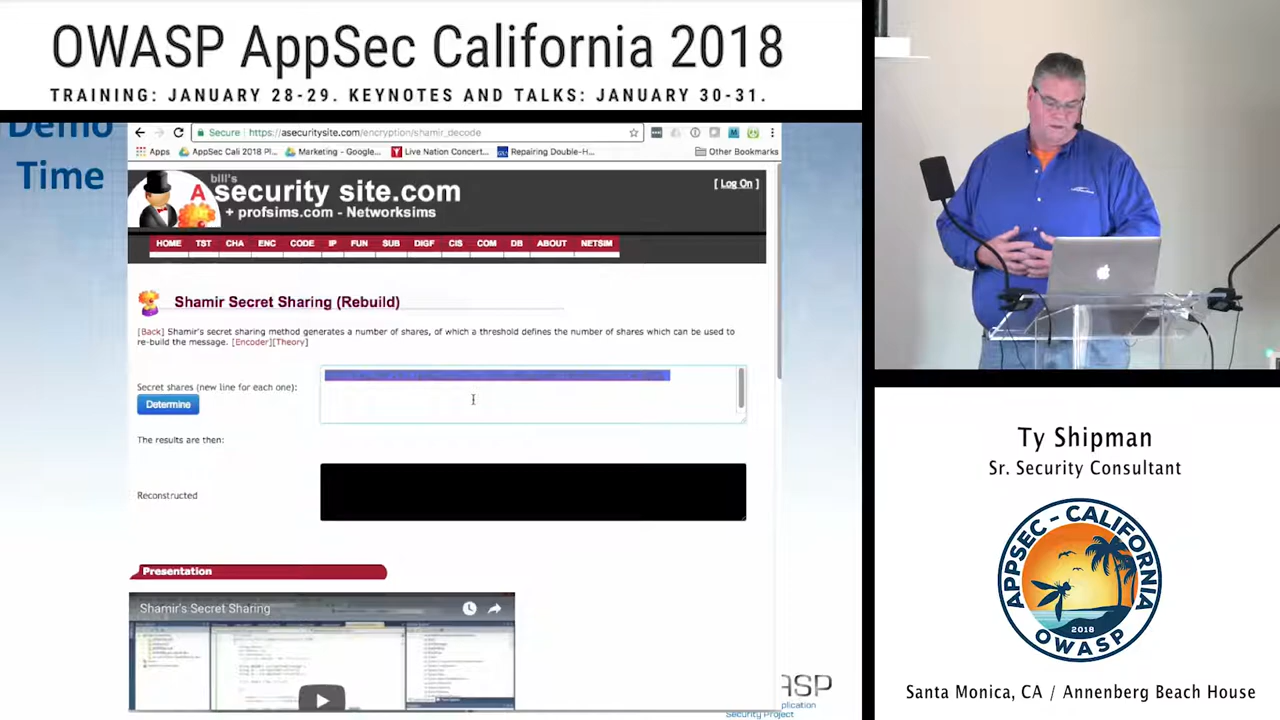 OWASP AppSec California 2018
TRAINING: JANUARY 28-29. KEYNOTES AND TALKS: JANUARY 30-31.
Demo
Time
Secure
https://asecuritysite.com/encryption/shamir_decode
Apps
AppSec Cali 2018 Pl...
Marketing - Google...
Live Nation Concert...
Repairing Double-H...
Other Bookmarks
bill's
A security site.com
+ profsims.com - Networksims
[ Log On ]
HOME TST CHA ENC CODE IP FUN SUB DIGF CIS COM DB ABOUT NETSIM
Shamir Secret Sharing (Rebuild)
[Back] Shamir's secret sharing method generates a number of shares, of which a threshold defines the number of shares which can be used to
re-build the message. [Encoder][Theory]
Secret shares (new line for each one):
Determine
The results are then:
Reconstructed
Presentation
Shamir's Secret Sharing
ASP
plication
Security Project
Ty Shipman
Sr. Security Consultant
APPSEC - CALIFORNIA
2018
OWASP
Santa Monica, CA / Annenberg Beach House